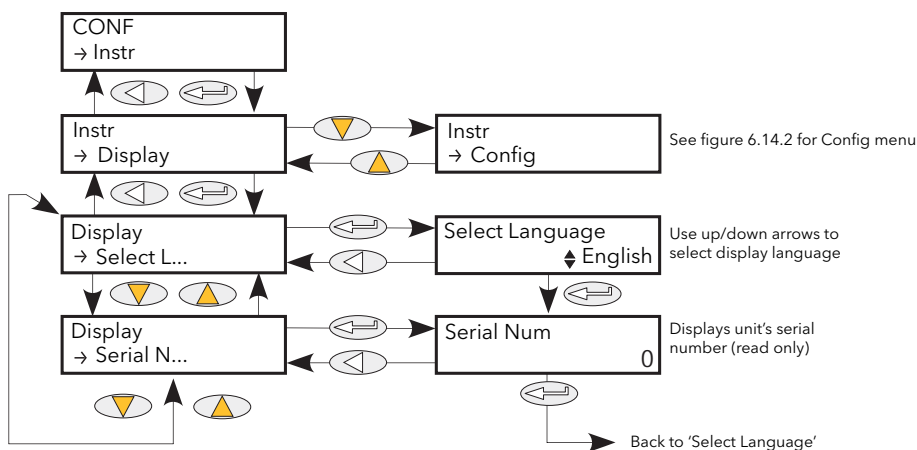 CONF
→ Instr
Instr
→ Display
Instr
→ Config
See figure 6.14.2 for Config menu
Display
→ Select L...
Select Language
English
Use up/down arrows to
select display language
Display
→ Serial N...
Serial Num
0
Displays unit's serial
number (read only)
Back to 'Select Language'